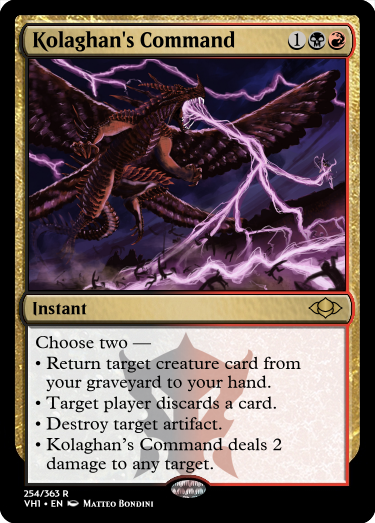 Kolaghan's Command 1
Instant
Choose two —
• Return target creature card from
your graveyard to your hand.
• Target player discards a card.
• Destroy target artifact.
• Kolaghan's Command deals 2
damage to any target.
254/363 R
VH1 • EN Matteo Bondini